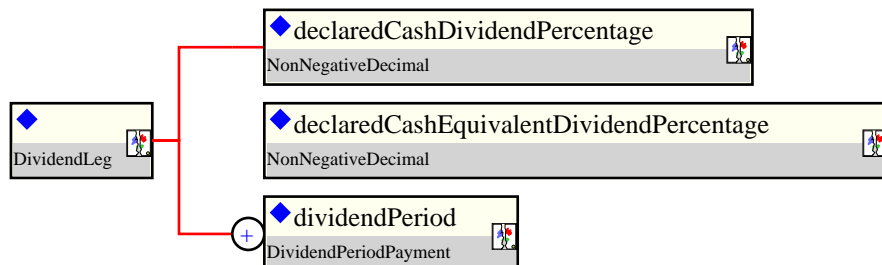 declaredCashDividendPercentage
NonNegativeDecimal
declaredCashEquivalentDividendPercentage
DividendLeg
NonNegativeDecimal
+
dividendPeriod
DividendPeriodPayment